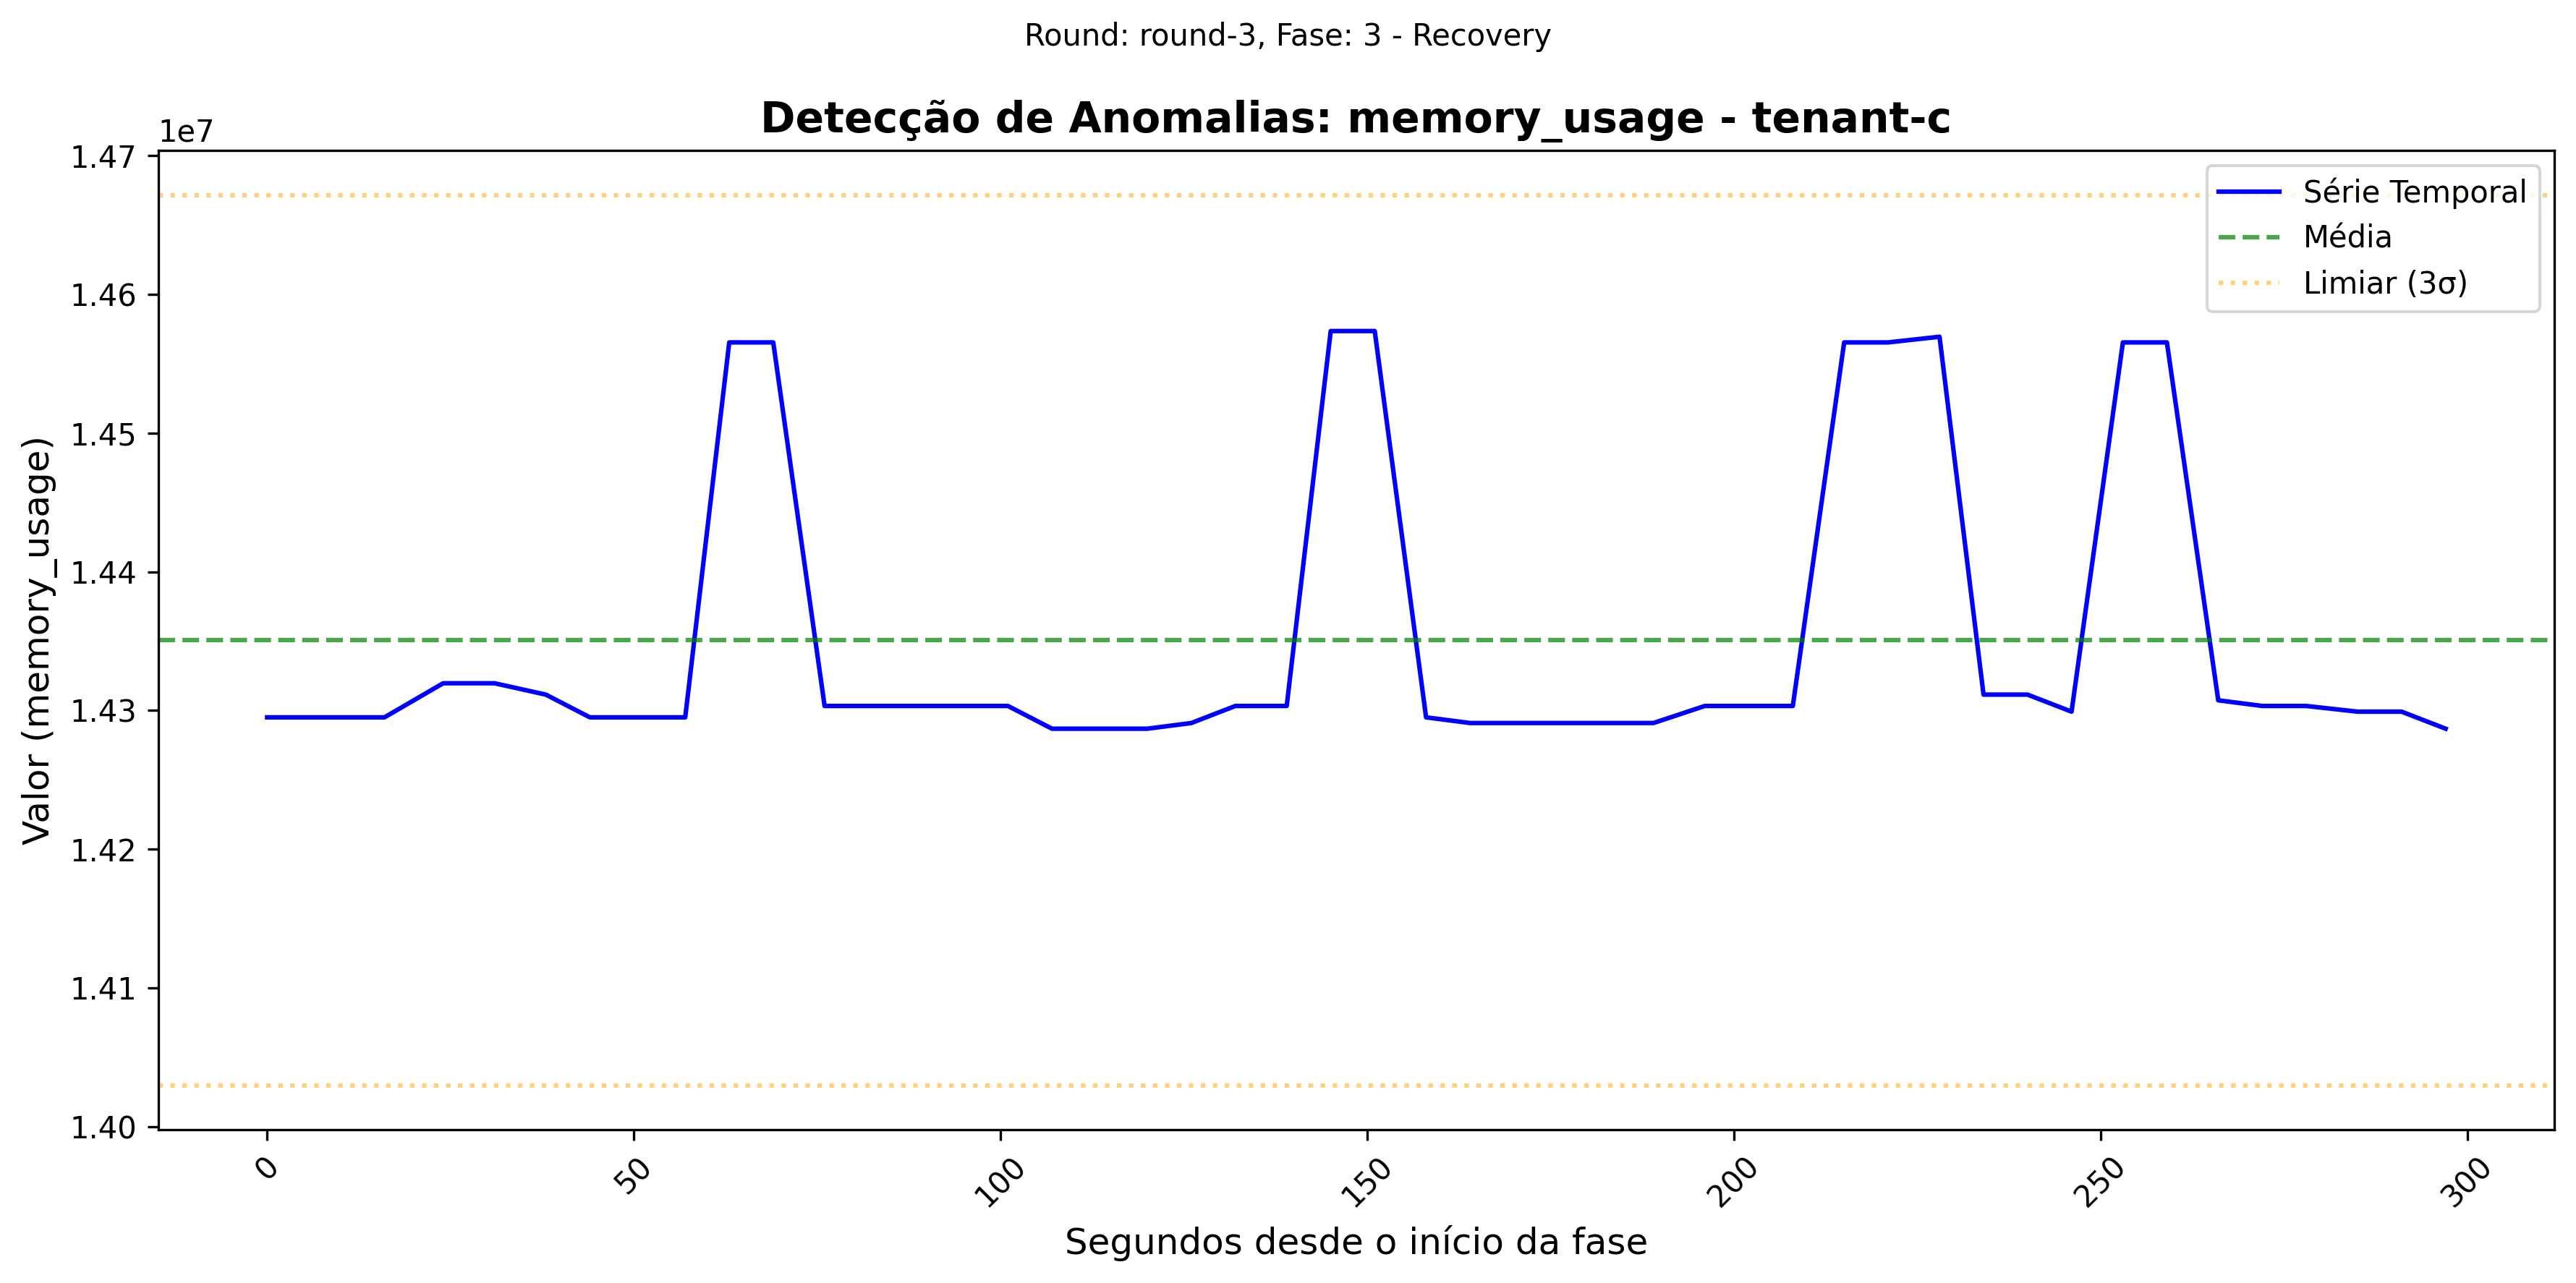 Round: round-3, Fase: 3 - Recovery
Detecção de Anomalias: memory_usage - tenant-c
1e7
1.47
1.46
1.45
1.44
1.43
1.42
1.41
1.40
Valor (memory_usage)
Série Temporal
Média
Limiar (3σ)
0
50
100
150
200
250
300
Segundos desde o início da fase